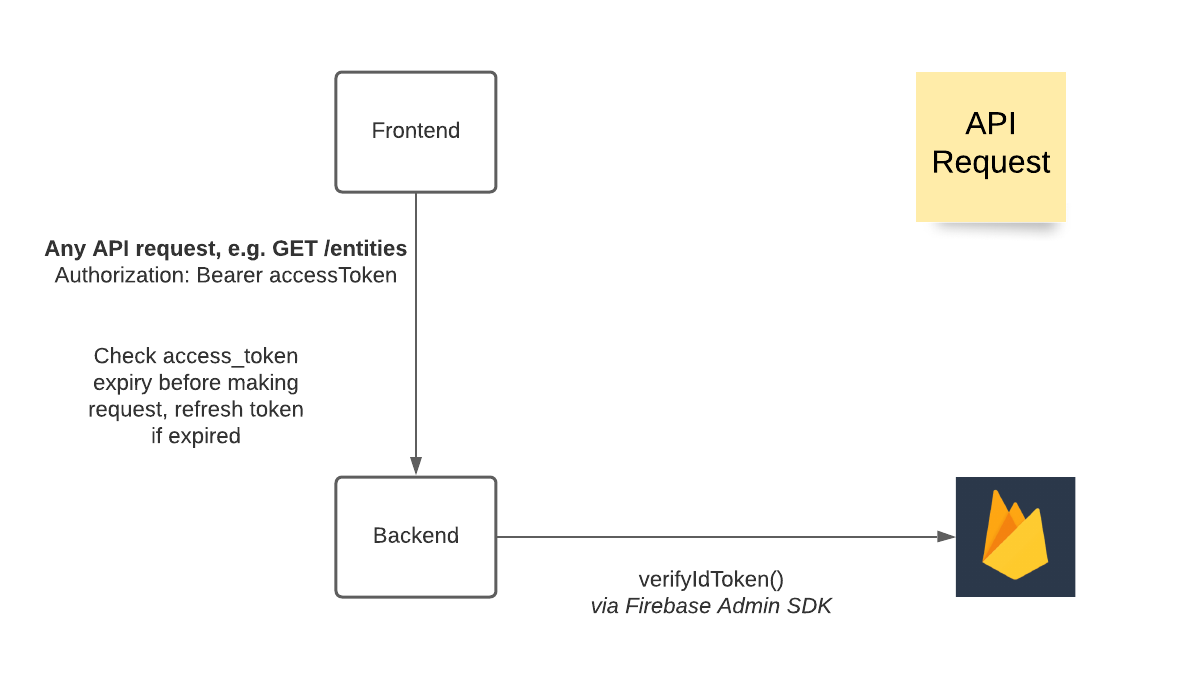 Frontend
API
Request
Any API request, e.g. GET /entities
Authorization: Bearer accessToken
Check access_token
expiry before making
request, refresh token
if expired
Backend
verifyIdToken()
via Firebase Admin SDK